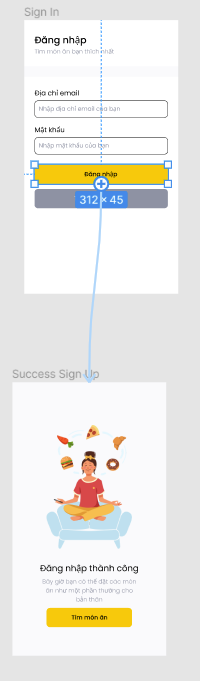 Sign In
Đăng nhập
Tìm món ăn bạn thích nhất
Địa chỉ email
Nhập địa chỉ email của bạn
Mật khẩu
Nhập mật khẩu của bạn
Đăng nhập
312 × 45
Success Sign Up
Đăng nhập thành công
Bây giờ bạn có thể đặt các món
ăn như một phần thưởng cho
bản thân
Tìm món ăn